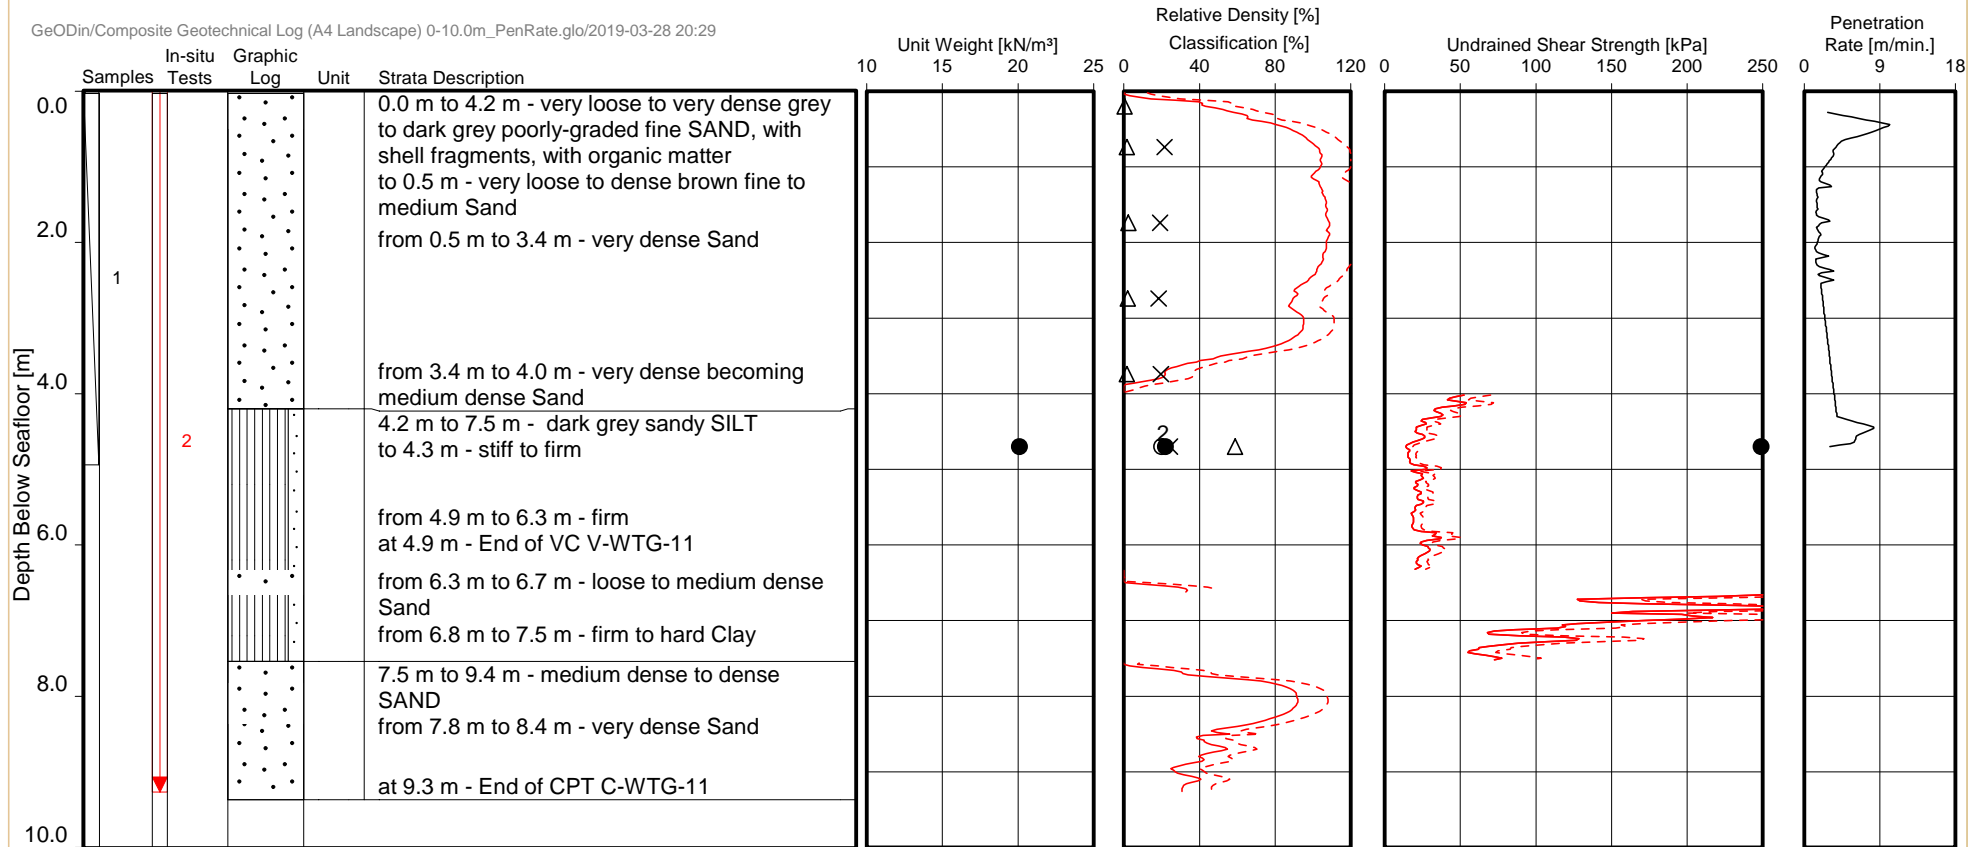 GeODin/Composite Geotechnical Log (A4 Landscape) 0-10.0m_PenRate.glo/2019-03-28 20:29
Samples
In-situ
Tests
Graphic
Log
Unit
Strata Description
Unit Weight [kN/m³]
10 15 20 25
Relative Density [%]
Classification [%]
0 40 80 120
Undrained Shear Strength [kPa]
0 50 100 150 200 250
Penetration
Rate [m/min.]
0 9 18
Depth Below Seafloor [m]
0.0
2.0
4.0
6.0
8.0
10.0
1
2
0.0 m to 4.2 m - very loose to very dense grey
to dark grey poorly-graded fine SAND, with
shell fragments, with organic matter
to 0.5 m - very loose to dense brown fine to
medium Sand
from 0.5 m to 3.4 m - very dense Sand
from 3.4 m to 4.0 m - very dense becoming
medium dense Sand
4.2 m to 7.5 m - dark grey sandy SILT
to 4.3 m - stiff to firm
from 4.9 m to 6.3 m - firm
at 4.9 m - End of VC V-WTG-11
from 6.3 m to 6.7 m - loose to medium dense
Sand
from 6.8 m to 7.5 m - firm to hard Clay
7.5 m to 9.4 m - medium dense to dense
SAND
from 7.8 m to 8.4 m - very dense Sand
at 9.3 m - End of CPT C-WTG-11
2